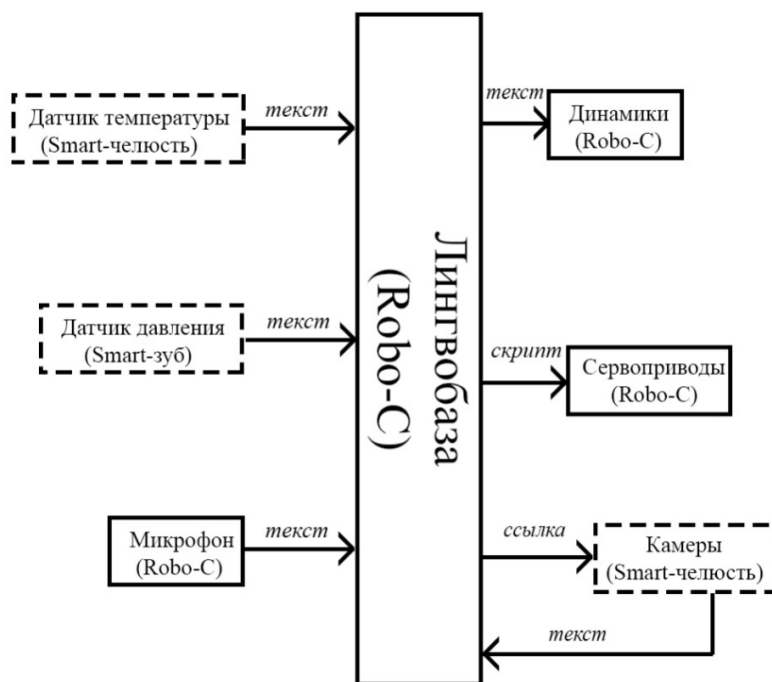 текст
Датчик температуры
(Smart-челюсть)
текст
Динамики
(Robo-C)
Лингвобаза
(Robo-C)
текст
Датчик давления
(Smart-зуб)
скрипт
Сервоприводы
(Robo-C)
текст
Микрофон
(Robo-C)
ссылка
Камеры
(Smart-челюсть)
текст